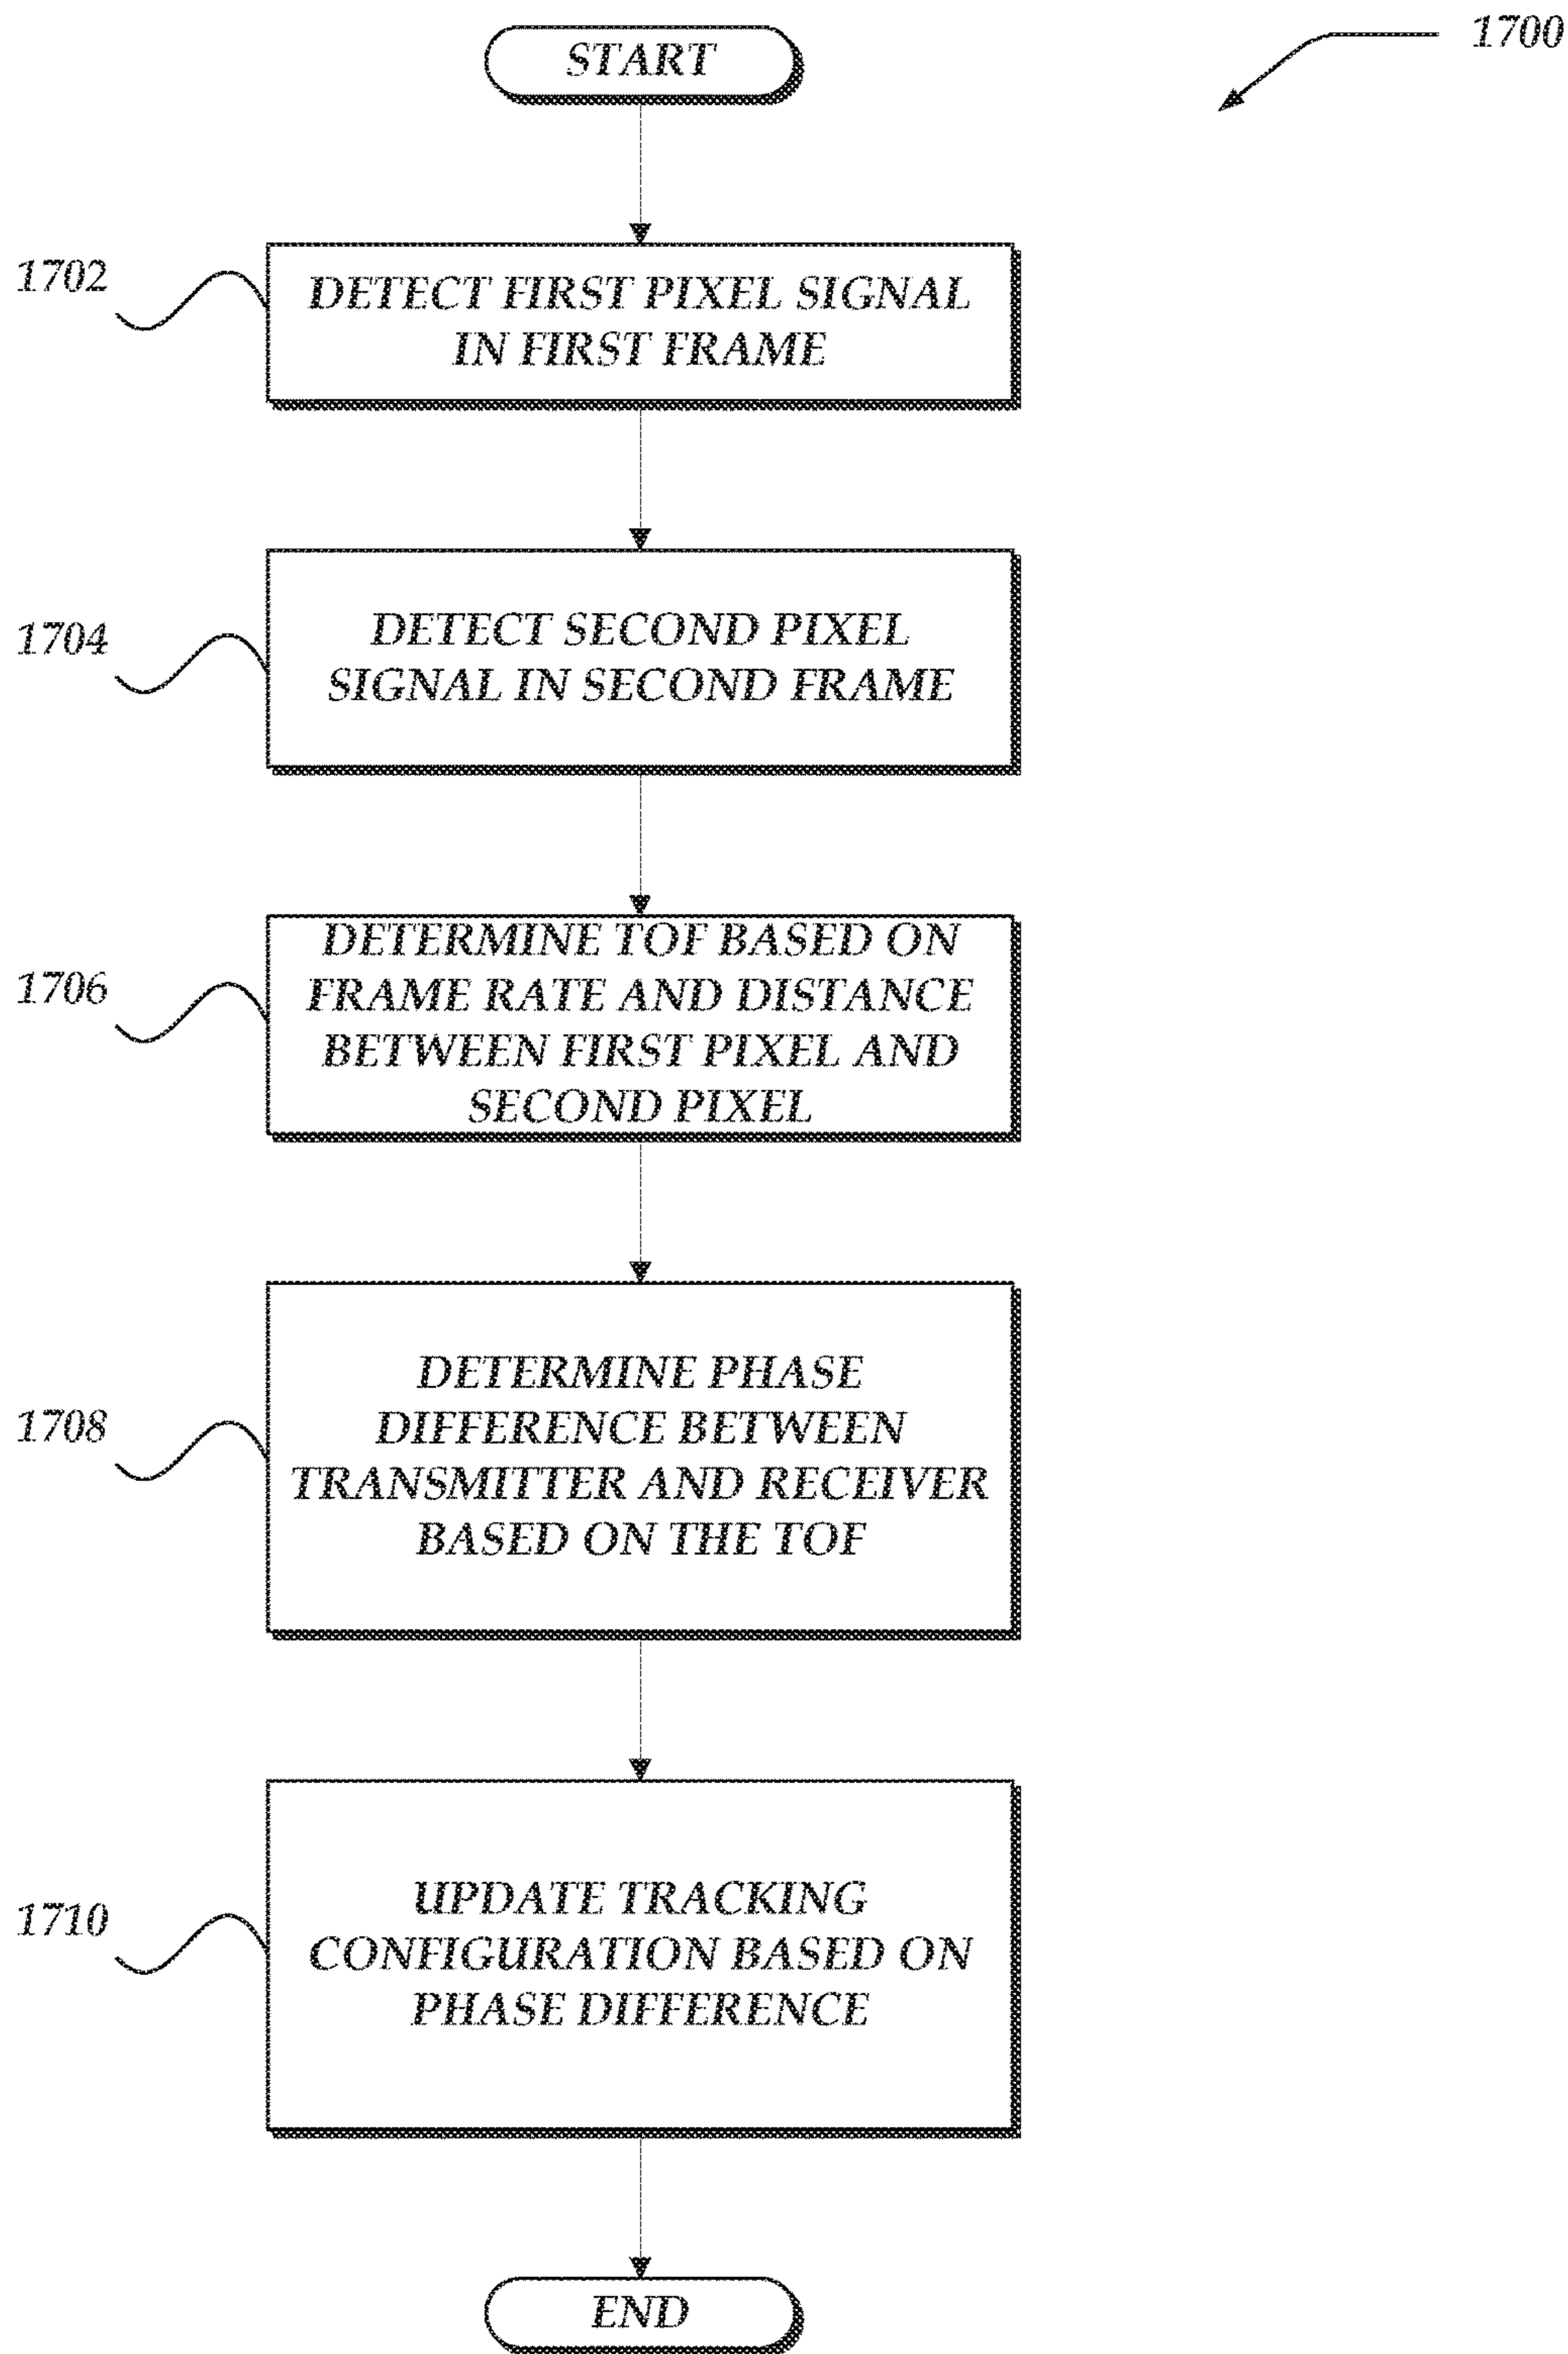 START
1700
1702
DETECT FIRST PIXEL SIGNAL
IN FIRST FRAME
1704
DETECT SECOND PIXEL
SIGNAL IN SECOND FRAME
1706
DETERMINE TOF BASED ON
FRAME RATE AND DISTANCE
BETWEEN FIRST PIXEL AND
SECOND PIXEL
1708
DETERMINE PHASE
DIFFERENCE BETWEEN
TRANSMITTER AND RECEIVER
BASED ON THE TOF
1710
UPDATE TRACKING
CONFIGURATION BASED ON
PHASE DIFFERENCE
END